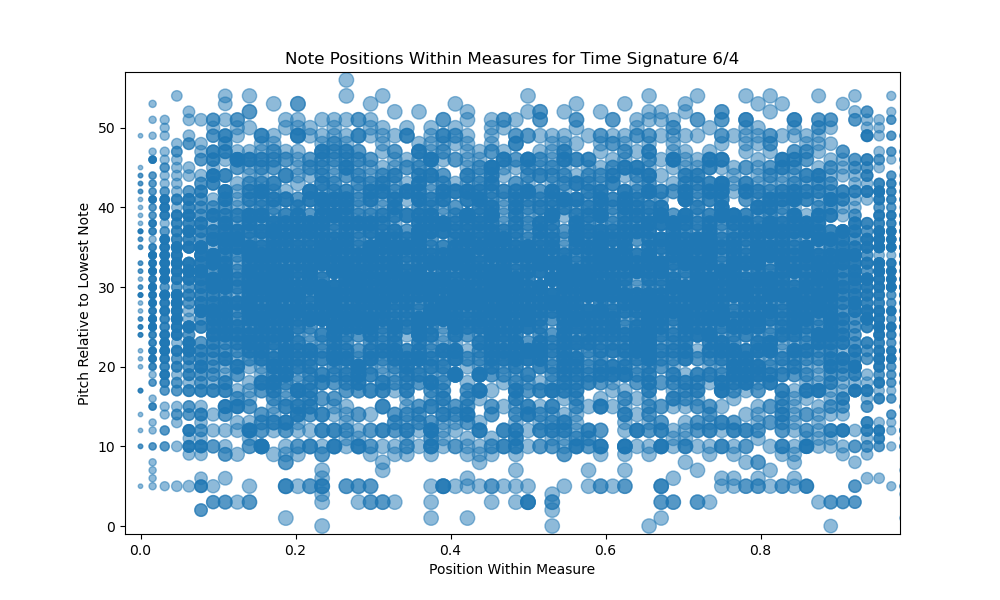 Note Positions Within Measures for Time Signature 6/4
50
40
30
20
10
0
Pitch Relative to Lowest Note
0.0 0.2 0.4 0.6 0.8
Position Within Measure